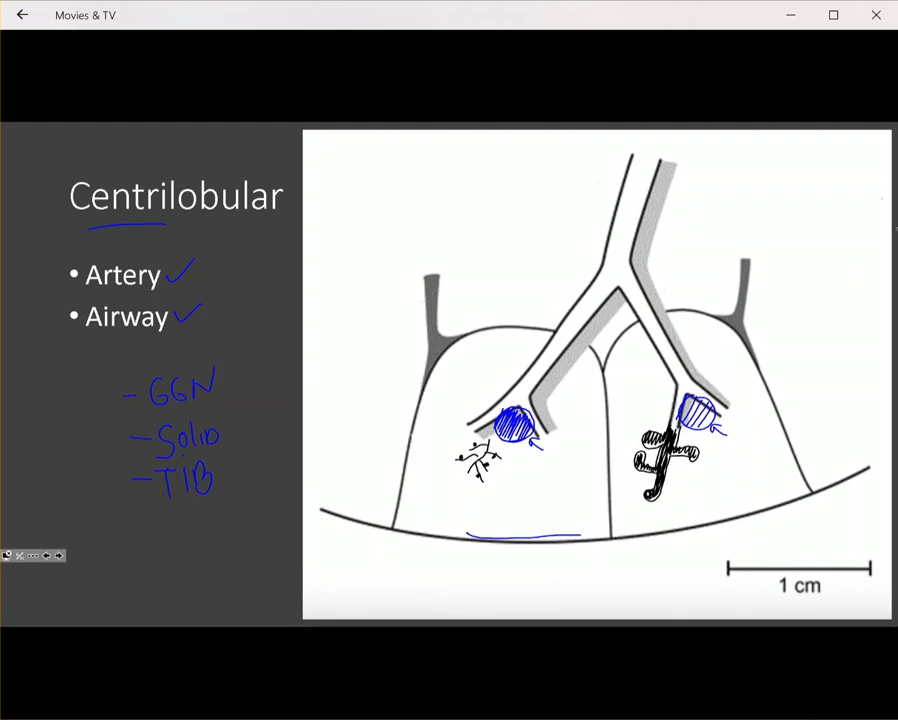 Movies & TV
Centrilobular
• Artery ✓
• Airway ✓
- GGN
- Solid
- TIB
1 cm